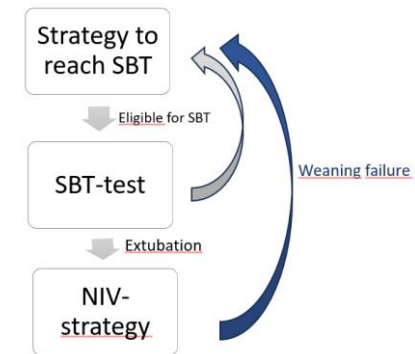 Strategy to
reach SBT
Eligible for SBT
SBT-test
Weaning failure
Extubation
NIV-
strategy